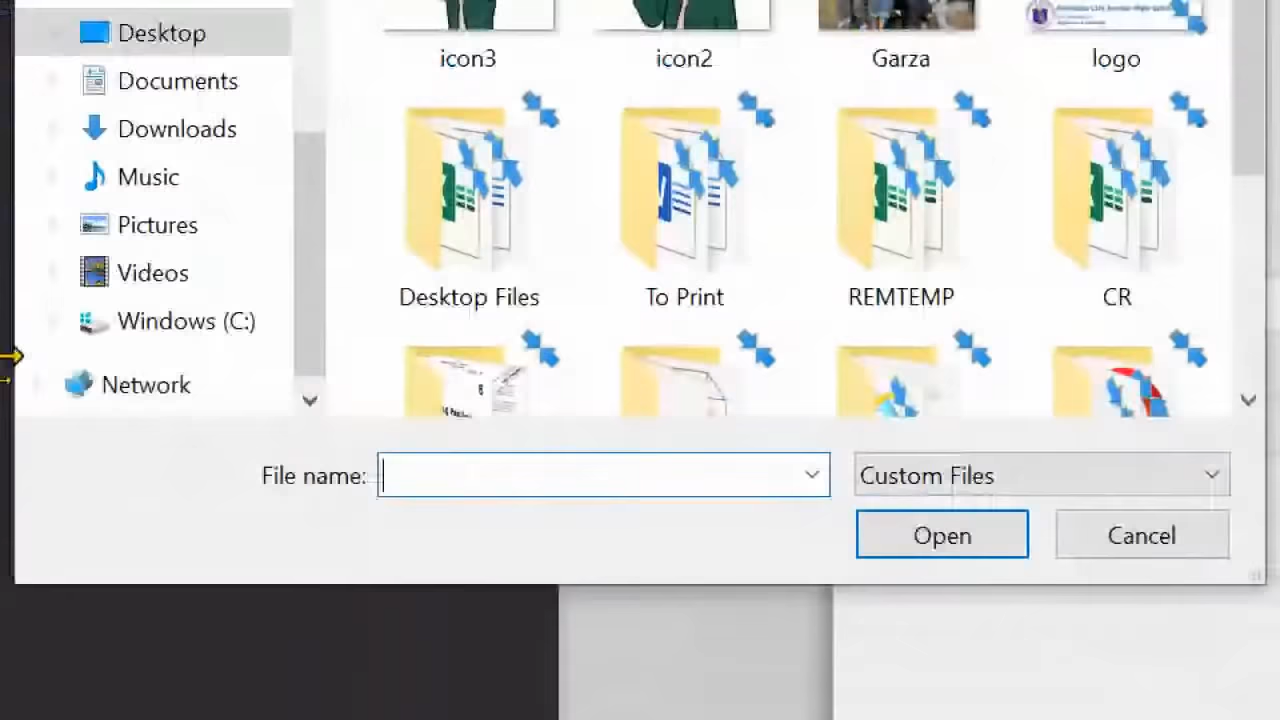 Desktop
Documents
Downloads
Music
Pictures
Videos
Windows (C:)
Network
icon3
icon2
Garza
logo
Desktop Files
To Print
REMTEMP
CR
File name:
Custom Files
Open
Cancel